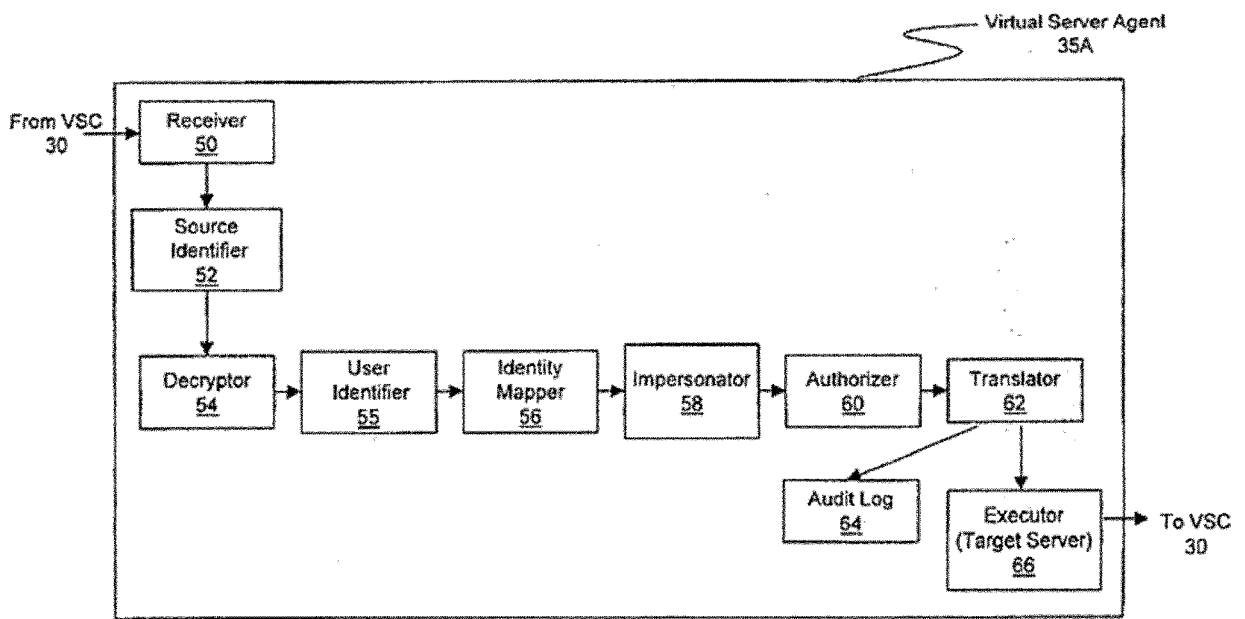 Virtual Server Agent
35A
From VSC
30
Receiver
50
Source
Identifier
52
Decryptor
54
User
Identifier
55
Identity
Mapper
56
Impersonator
58
Authorizer
60
Translator
62
Audit Log
64
Executor
(Target Server)
66
To VSC
30